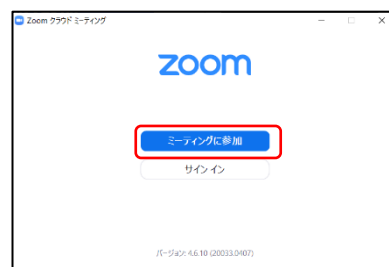 Zoom クラウド ミーティング
zoom
ミーティングに参加
サイン イン
バージョン: 4.6.10 (20033.0407)